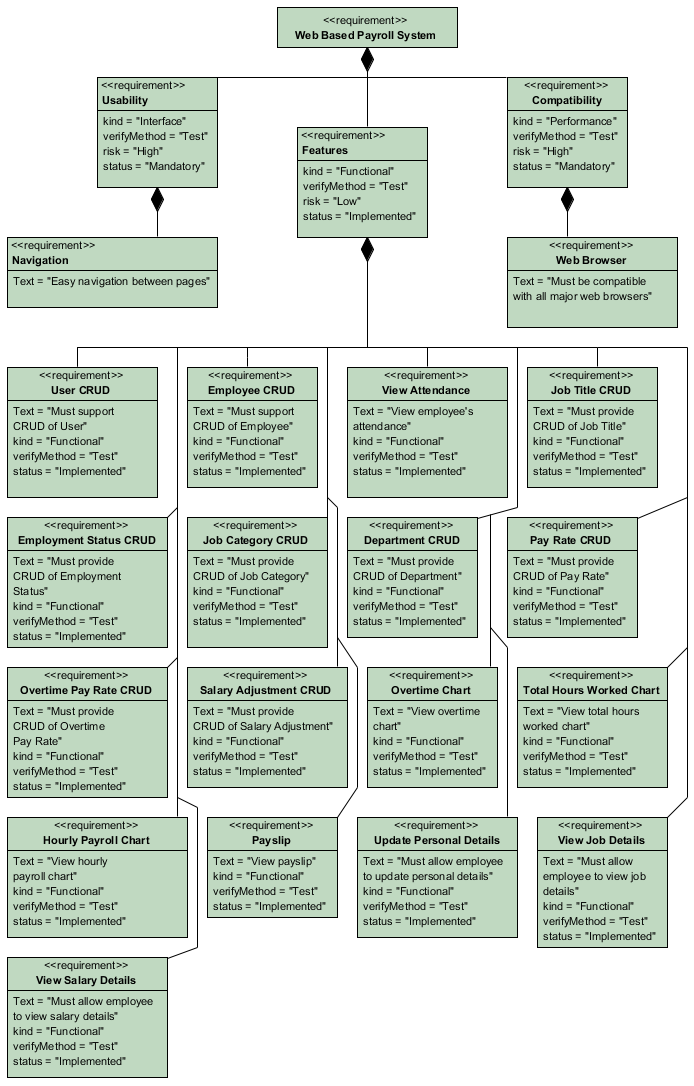 <<requirement>>
Web Based Payroll System
<<requirement>>
Usability
kind = "Interface"
verifyMethod = "Test"
risk = "High"
status = "Mandatory"
<<requirement>>
Features
kind = "Functional"
verifyMethod = "Test"
risk = "Low"
status = "Implemented"
<<requirement>>
Compatibility
kind = "Performance"
verifyMethod = "Test"
risk = "High"
status = "Mandatory"
<<requirement>>
Navigation
Text = "Easy navigation between pages"
<<requirement>>
Web Browser
Text = "Must be compatible
with all major web browsers"
<<requirement>>
User CRUD
Text = "Must support
CRUD of User"
kind = "Functional"
verifyMethod = "Test"
status = "Implemented"
<<requirement>>
Employee CRUD
Text = "Must support
CRUD of Employee"
kind = "Functional"
verifyMethod = "Test"
status = "Implemented"
<<requirement>>
View Attendance
Text = "View employee's
attendance"
kind = "Functional"
verifyMethod = "Test"
status = "Implemented"
<<requirement>>
Job Title CRUD
Text = "Must provide
CRUD of Job Title"
kind = "Functional"
verifyMethod = "Test"
status = "Implemented"
<<requirement>>
Employment Status CRUD
Text = "Must provide
CRUD of Employment
Status"
kind = "Functional"
verifyMethod = "Test"
status = "Implemented"
<<requirement>>
Job Category CRUD
Text = "Must provide
CRUD of Job Category"
kind = "Functional"
verifyMethod = "Test"
status = "Implemented"
<<requirement>>
Department CRUD
Text = "Must provide
CRUD of Department"
kind = "Functional"
verifyMethod = "Test"
status = "Implemented"
<<requirement>>
Pay Rate CRUD
Text = "Must provide
CRUD of Pay Rate"
kind = "Functional"
verifyMethod = "Test"
status = "Implemented"
<<requirement>>
Overtime Pay Rate CRUD
Text = "Must provide
CRUD of Overtime
Pay Rate"
kind = "Functional"
verifyMethod = "Test"
status = "Implemented"
<<requirement>>
Salary Adjustment CRUD
Text = "Must provide
CRUD of Salary Adjustment"
kind = "Functional"
verifyMethod = "Test"
status = "Implemented"
<<requirement>>
Overtime Chart
Text = "View overtime
chart"
kind = "Functional"
verifyMethod = "Test"
status = "Implemented"
<<requirement>>
Total Hours Worked Chart
Text = "View total hours
worked chart"
kind = "Functional"
verifyMethod = "Test"
status = "Implemented"
<<requirement>>
Hourly Payroll Chart
Text = "View hourly
payroll chart"
kind = "Functional"
verifyMethod = "Test"
status = "Implemented"
<<requirement>>
Payslip
Text = "View payslip"
kind = "Functional"
verifyMethod = "Test"
status = "Implemented"
<<requirement>>
Update Personal Details
Text = "Must allow employee
to update personal details"
kind = "Functional"
verifyMethod = "Test"
status = "Implemented"
<<requirement>>
View Job Details
Text = "Must allow
employee to view job
details"
kind = "Functional"
verifyMethod = "Test"
status = "Implemented"
<<requirement>>
View Salary Details
Text = "Must allow employee
to view salary details"
kind = "Functional"
verifyMethod = "Test"
status = "Implemented"